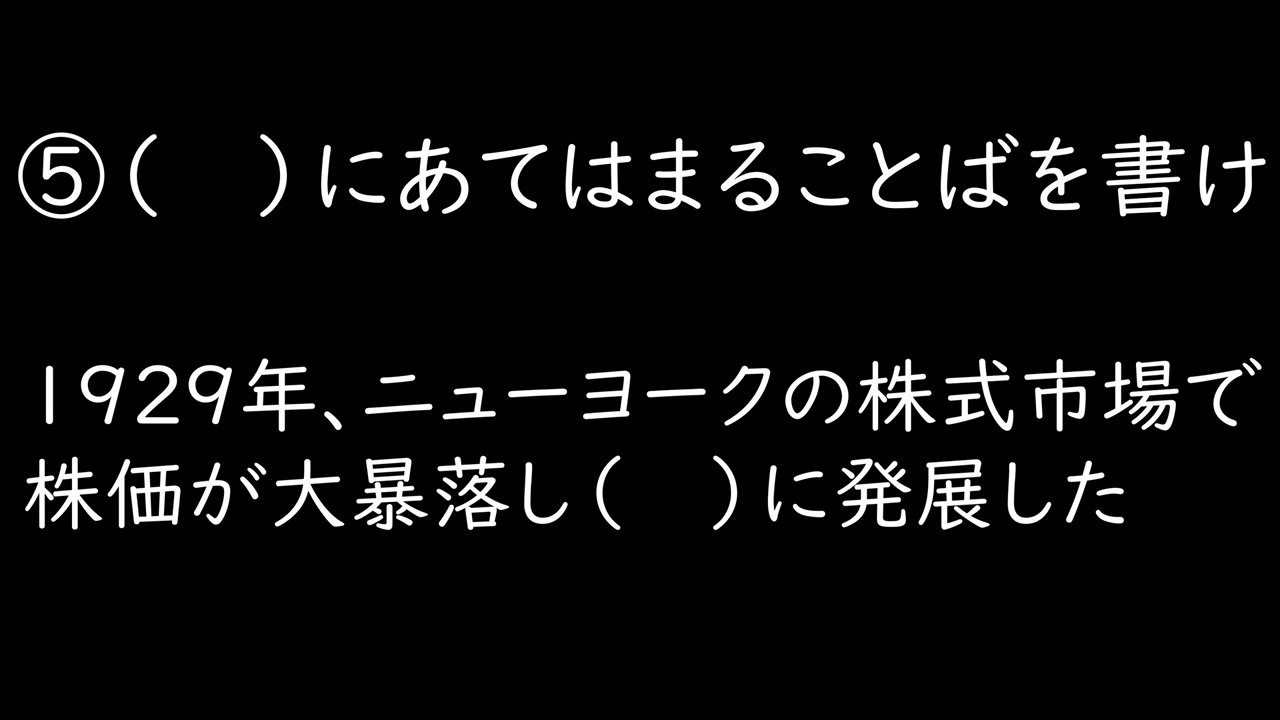 ⑤(　)にあてはまることばを書け
1929年、ニューヨークの株式市場で
株価が大暴落し(　)に発展した